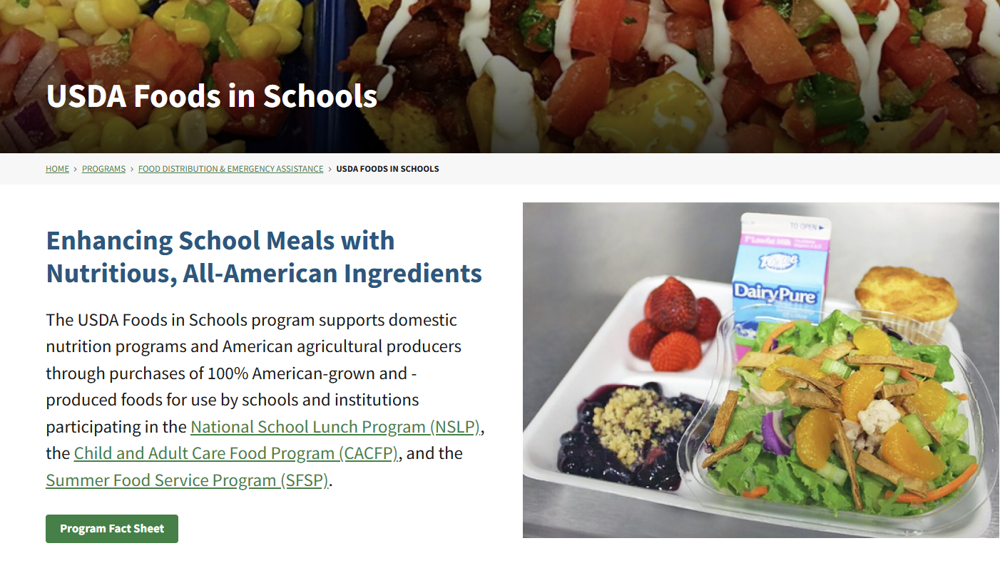 USDA Foods in Schools
HOME > PROGRAMS > FOOD DISTRIBUTION & EMERGENCY ASSISTANCE > USDA FOODS IN SCHOOLS
Enhancing School Meals with
Nutritious, All-American Ingredients
The USDA Foods in Schools program supports domestic
nutrition programs and American agricultural producers
through purchases of 100% American-grown and -
produced foods for use by schools and institutions
participating in the National School Lunch Program (NSLP),
the Child and Adult Care Food Program (CACFP), and the
Summer Food Service Program (SFSP).
Program Fact Sheet
TO OPEN
Lowfat Milk
DairyPure